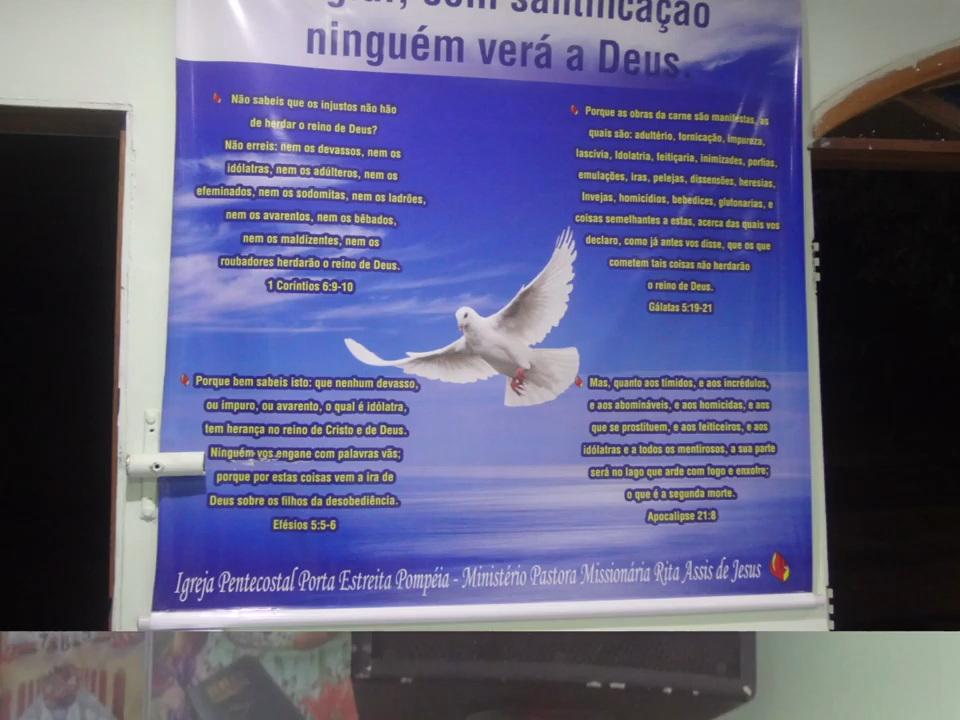 com santificação
ninguém verá a Deus.
Não sabeis que os injustos não hão
de herdar o reino de Deus?
Não erreis: nem os devassos, nem os
idólatras, nem os adúlteros, nem os
efeminados, nem os sodomitas, nem os ladrões,
nem os avarentos, nem os bêbados,
nem os maldizentes, nem os
roubadores herdarão o reino de Deus.
1 Coríntios 6:9-10
Porque as obras da carne são manifestas, as
quais são: adultério, fornicação, impureza,
lascívia, Idolatria, feitiçaria, inimizades, porfias,
emulações, iras, pelejas, dissensões, heresias,
Invejas, homicídios, bebedices, glutonarias, e
coisas semelhantes a estas, acerca das quais vos
declaro, como já antes vos disse, que os que
cometem tais coisas não herdarão
o reino de Deus.
Gálatas 5:19-21
Porque bem sabeis isto: que nenhum devasso,
ou impuro, ou avarento, o qual é idólatra,
tem herança no reino de Cristo e de Deus.
Ninguém vos engane com palavras vãs;
porque por estas coisas vem a ira de
Deus sobre os filhos da desobediência.
Efésios 5:5-6
Mas, quanto aos tímidos, e aos incrédulos,
e aos abomináveis, e aos homicidas, e aos
que se prostituem, e aos feiticeiros, e aos
idólatras e a todos os mentirosos, a sua parte
será no lago que arde com fogo e enxofre;
o que é a segunda morte.
Apocalipse 21:8
Igreja Pentecostal Porta Estreita Pompéia - Ministério Pastora Missionária Rita Assis de Jesus